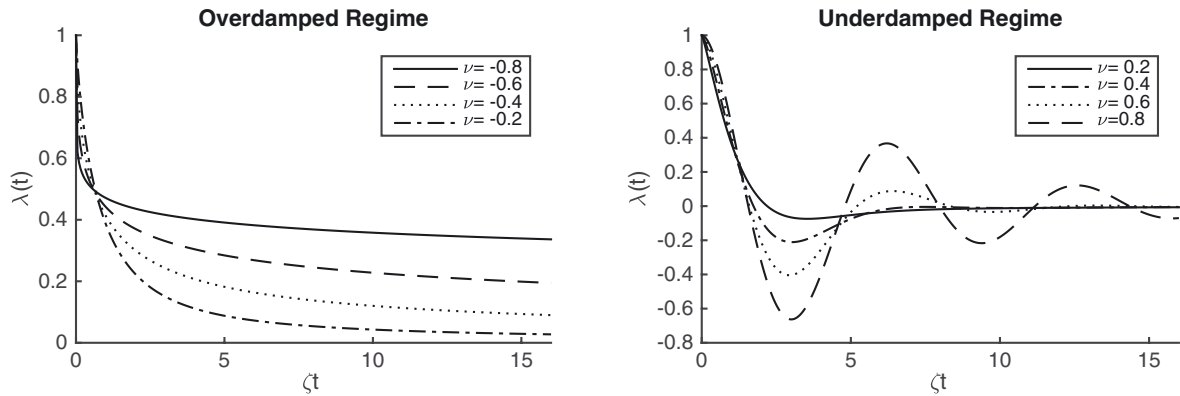 Overdamped Regime
ν= -0.8
ν= -0.6
ν= -0.4
ν= -0.2
1
0.8
0.6
0.4
0.2
0
λ(t)
0 5 10 15
ζt
Underdamped Regime
ν= 0.2
ν= 0.4
ν= 0.6
ν=0.8
1
0.8
0.6
0.4
0.2
0
-0.2
-0.4
-0.6
-0.8
λ(t)
0 5 10 15
ζt